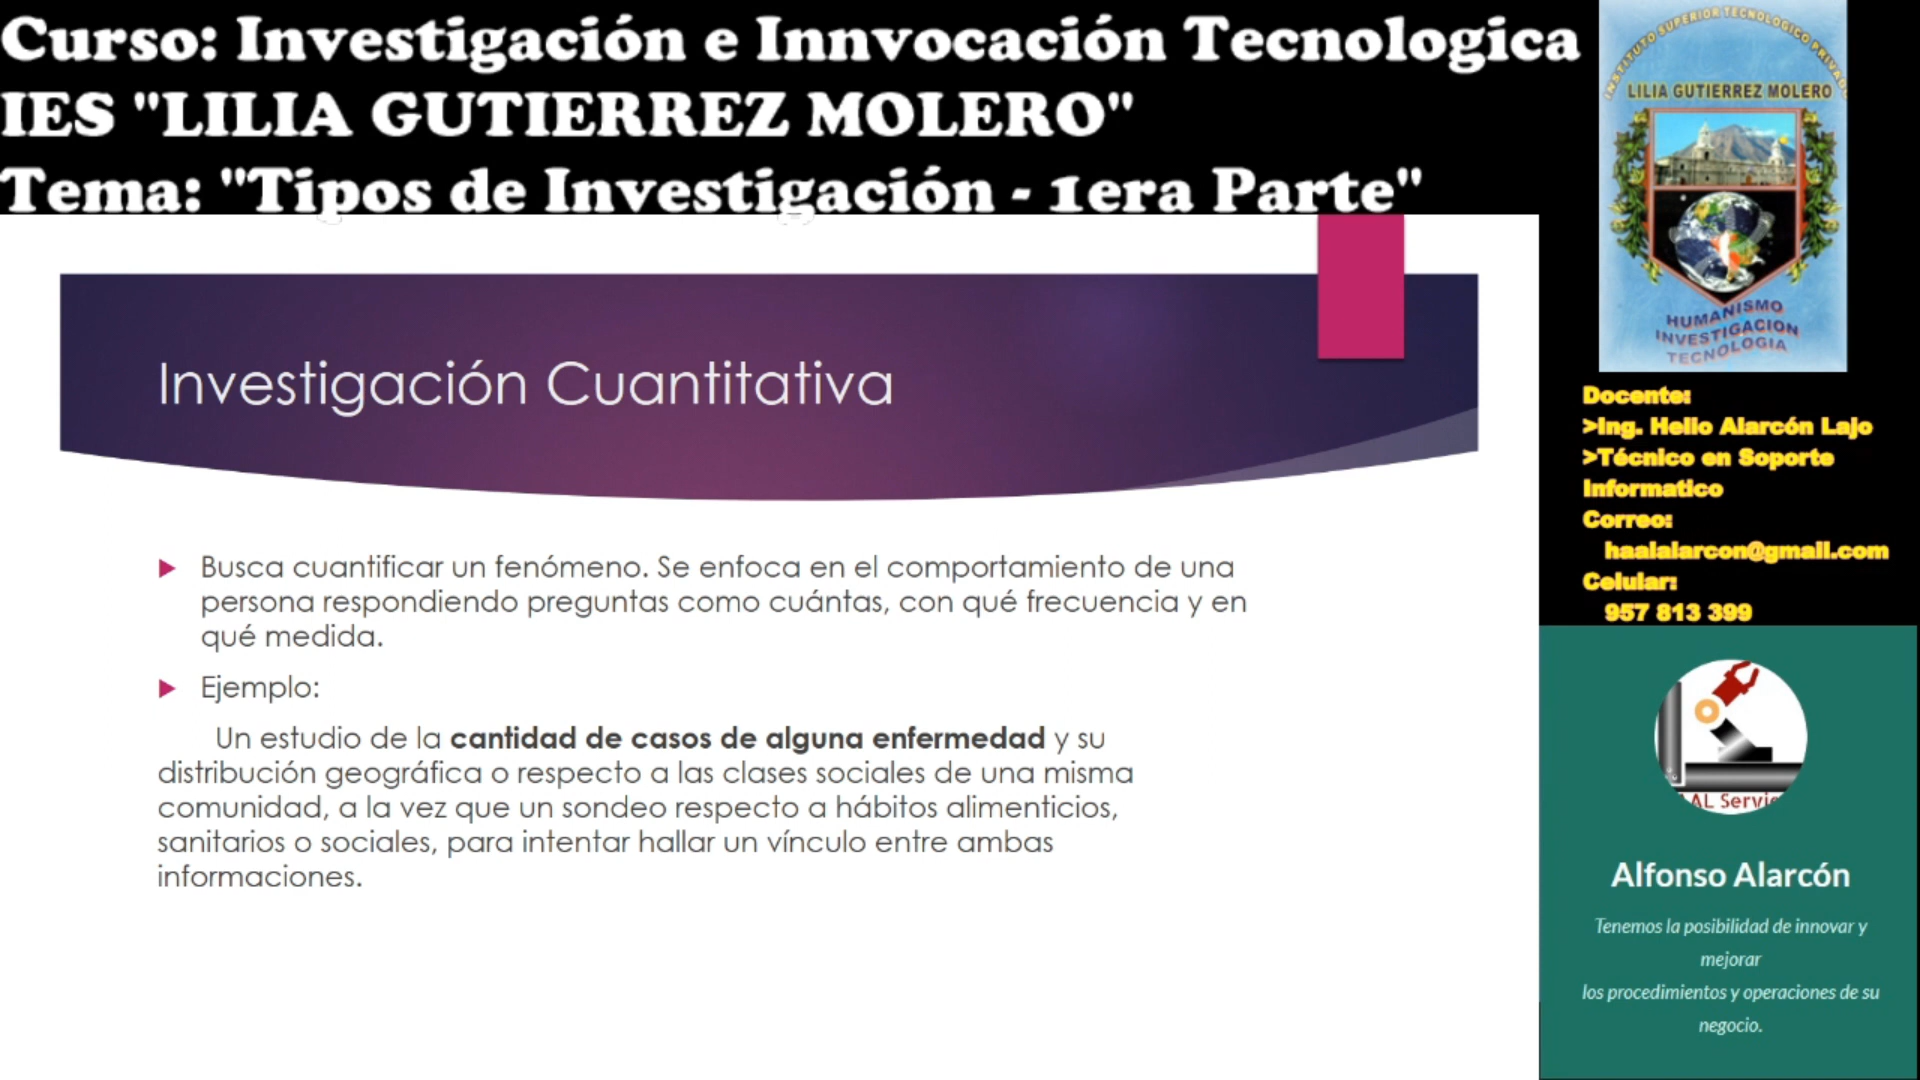 Curso: Investigación e Innvocación Tecnologica
IES "LILIA GUTIERREZ MOLERO"
Tema: "Tipos de Investigación - 1era Parte"
INSTITUTO SUPERIOR TECNOLOGICO PRIVADO
LILIA GUTIERREZ MOLERO
HUMANISMO
INVESTIGACION
TECNOLOGIA
Investigación Cuantitativa
Busca cuantificar un fenómeno. Se enfoca en el comportamiento de una
persona respondiendo preguntas como cuántas, con qué frecuencia y en
qué medida.
Ejemplo:
Un estudio de la cantidad de casos de alguna enfermedad y su
distribución geográfica o respecto a las clases sociales de una misma
comunidad, a la vez que un sondeo respecto a hábitos alimenticios,
sanitarios o sociales, para intentar hallar un vínculo entre ambas
informaciones.
Docente:
>Ing. Helio Alarcón Lajo
>Técnico en Soporte
Informatico
Correo:
haalalarcon@gmail.com
Celular:
957 813 399
AL Servic
Alfonso Alarcón
Tenemos la posibilidad de innovar y
mejorar
los procedimientos y operaciones de su
negocio.